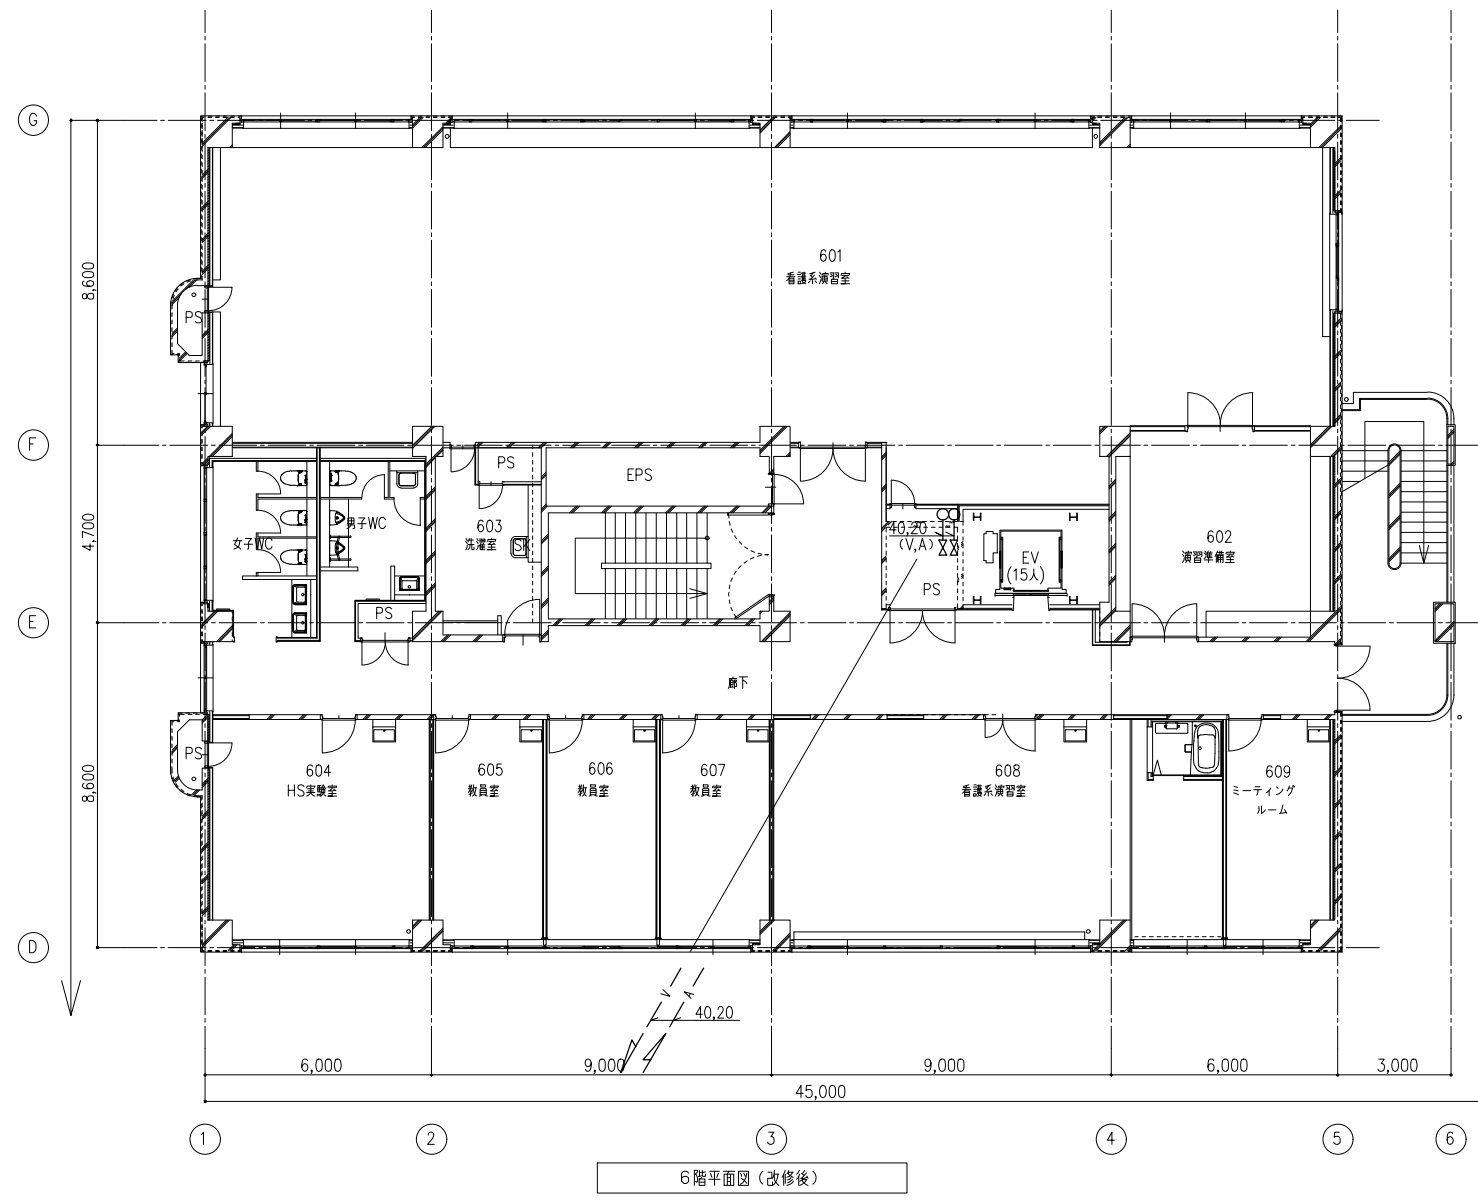 G
8,600
601
看護系演習室
PS
F
4,700
PS
EPS
男子WC
女子WC
603
洗濯室
SK
40,20
(V,A)
PS
EV
(15人)
602
演習準備室
PS
E
廊下
PS
604
HS実験室
605
教員室
606
教員室
607
教員室
608
看護系演習室
609
ミーティング
ルーム
8,600
D
V
A
40,20
6,000
9,000
9,000
6,000
3,000
45,000
1
2
3
4
5
6
6階平面図（改修後）